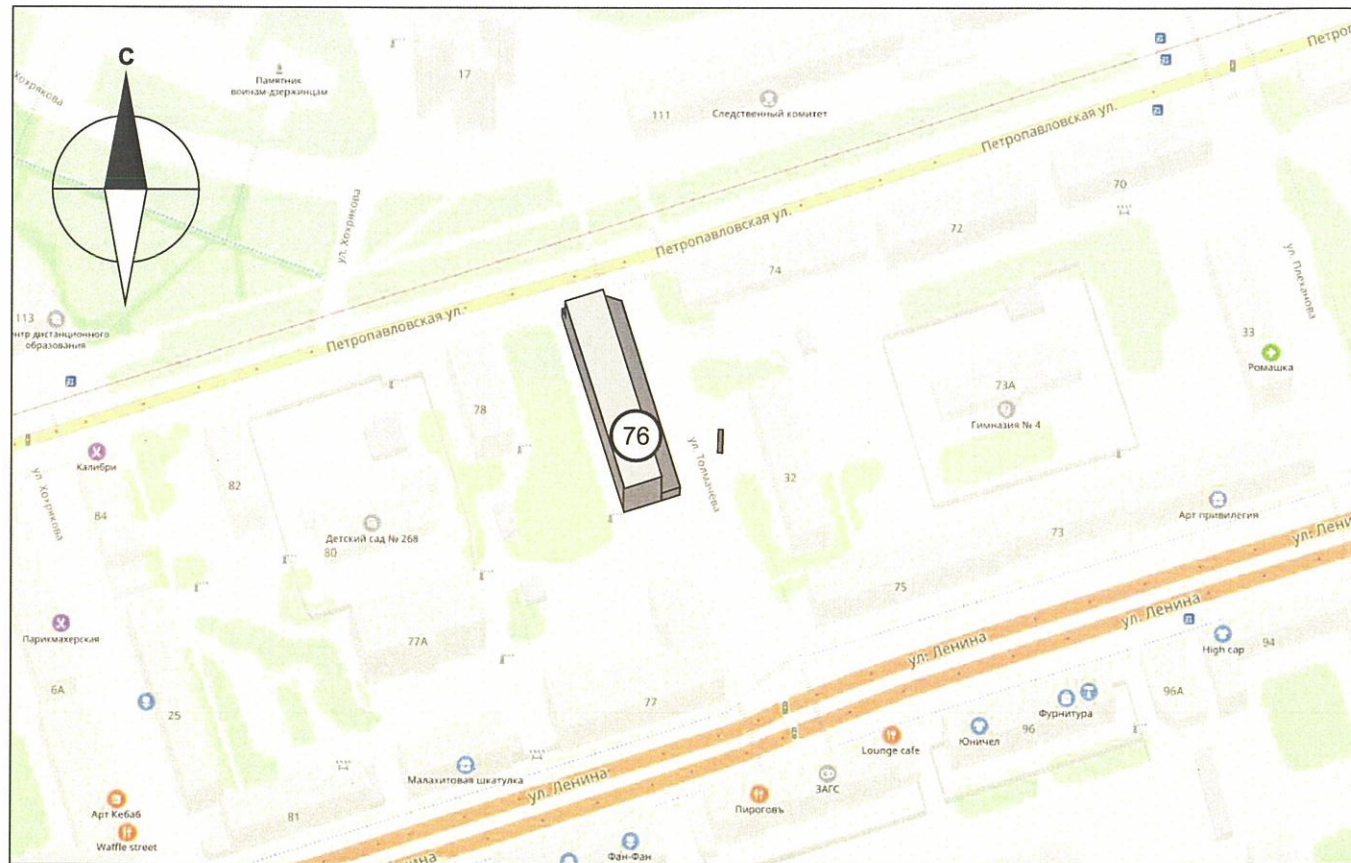 С
Хохрякова
Памятник
воинам-дзержинцам
17
111
Следственный комитет
Петропавловская ул.
70
72
Петропавловская ул.
74
ул. Хохрякова
ул. Плеханова
113
образования
дистанционного
Петропавловская ул.
33
Ромашка
73А
Гимназия № 4
78
76
ул. Толмачева
32
Калибри
ул. Хохрякова
84
82
Детский сад № 268
80
Арт привилегия
73
75
ул. Ленина
ул. Ленина
Парикмахерская
77А
High cap
94
6А
25
77
96А
Фурнитура
96
Юничел
Lounge cafe
ЗАГС
Малахитовая шкатулка
ул. Ленина
Пироговъ
Арт Кебаб
Waffle street
81
Фан-Фан